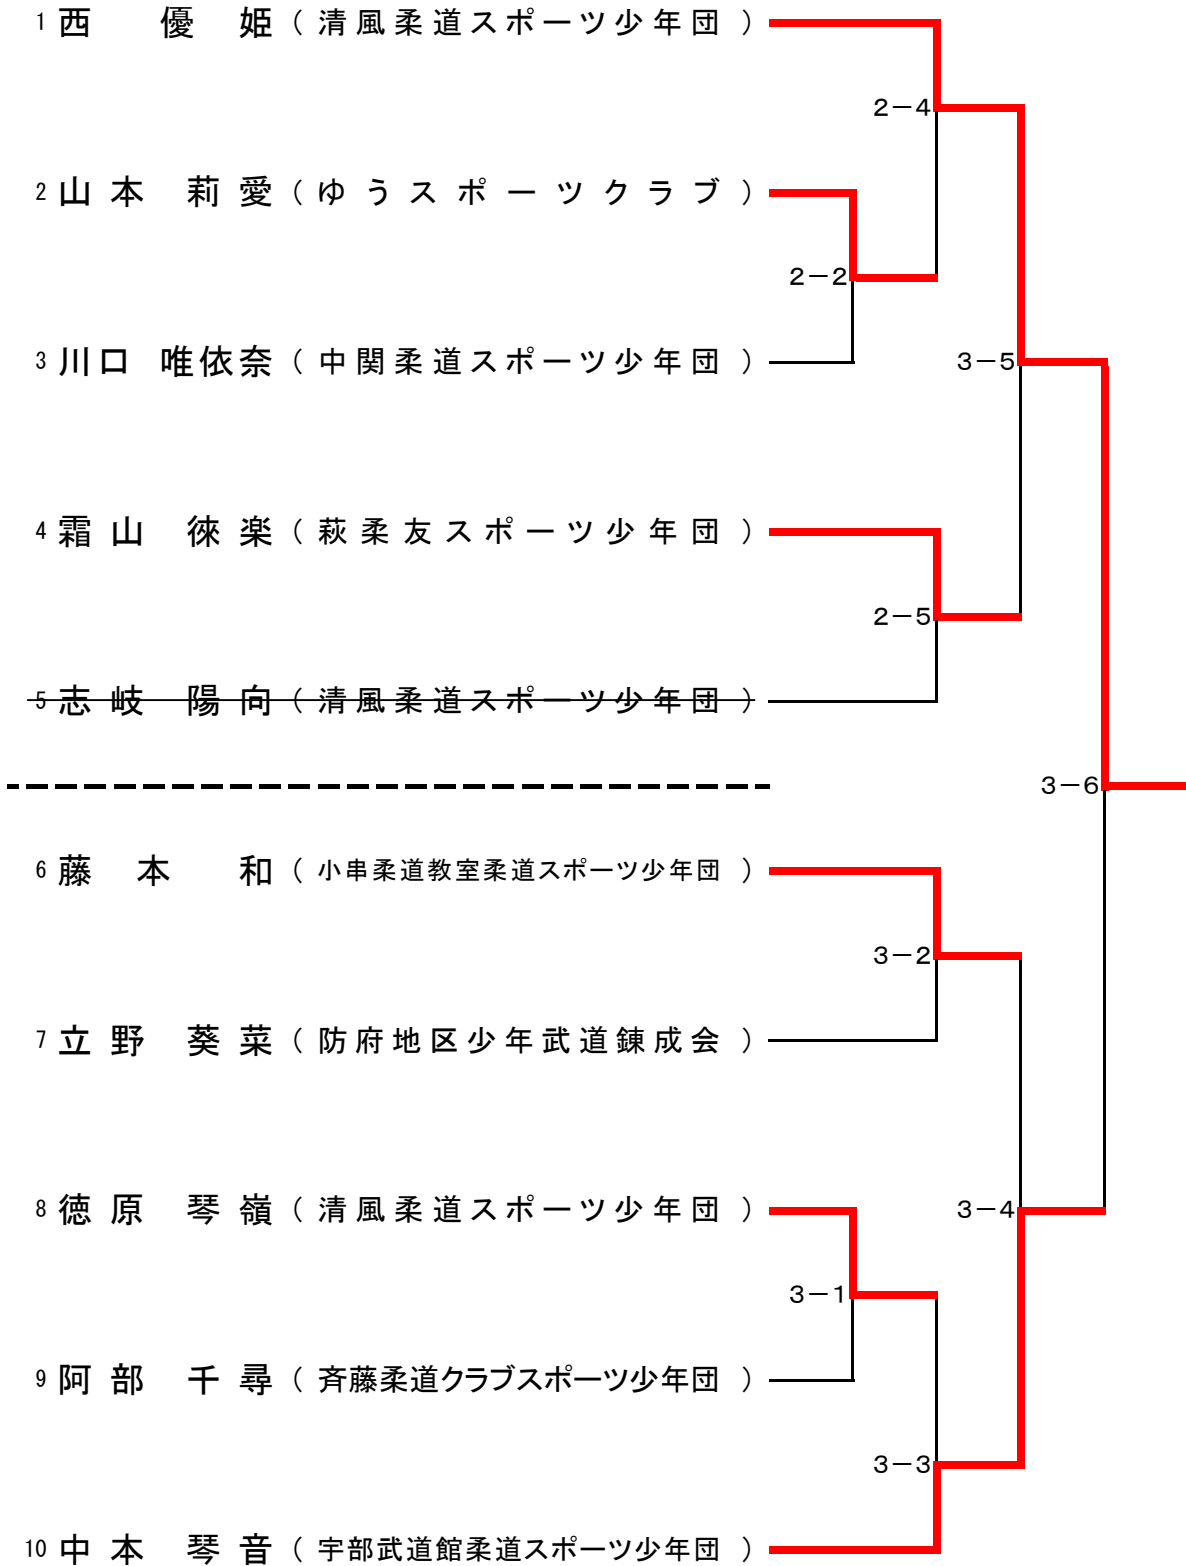 1 西 優 姫 ( 清風柔道スポーツ少年団 )
2－4
2 山本 莉愛 ( ゆうスポーツクラブ )
2－2
3 川口 唯依奈 ( 中関柔道スポーツ少年団 )
3－5
4 霜山 徠楽 ( 萩柔友スポーツ少年団 )
2－5
5 志岐 陽向 ( 清風柔道スポーツ少年団 )
3－6
6 藤本 和 ( 小串柔道教室柔道スポーツ少年団 )
3－2
7 立野 葵菜 ( 防府地区少年武道錬成会 )
8 徳原 琴嶺 ( 清風柔道スポーツ少年団 )
3－4
3－1
9 阿部 千尋 ( 斉藤柔道クラブスポーツ少年団 )
3－3
10 中本 琴音 ( 宇部武道館柔道スポーツ少年団 )